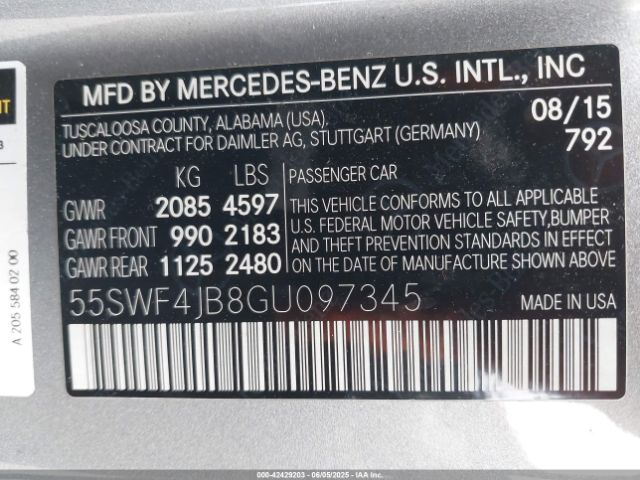 MFD BY MERCEDES-BENZ U.S. INTL., INC
TUSCALOOSA COUNTY, ALABAMA (USA). 08/15
UNDER CONTRACT FOR DAIMLER AG, STUTTGART (GERMANY) 792
KG LBS
GVWR 2085 4597
GAWR FRONT 990 2183
GAWR REAR 1125 2480
PASSENGER CAR
THIS VEHICLE CONFORMS TO ALL APPLICABLE
U.S. FEDERAL MOTOR VEHICLE SAFETY,BUMPER
AND THEFT PREVENTION STANDARDS IN EFFECT
ON THE DATE OF MANUFACTURE SHOWN ABOVE.
55SWF4JB8GU097345 MADE IN USA
A 205 584 02 00
000-42429203 - 06/05/2025 - IAAI.COM